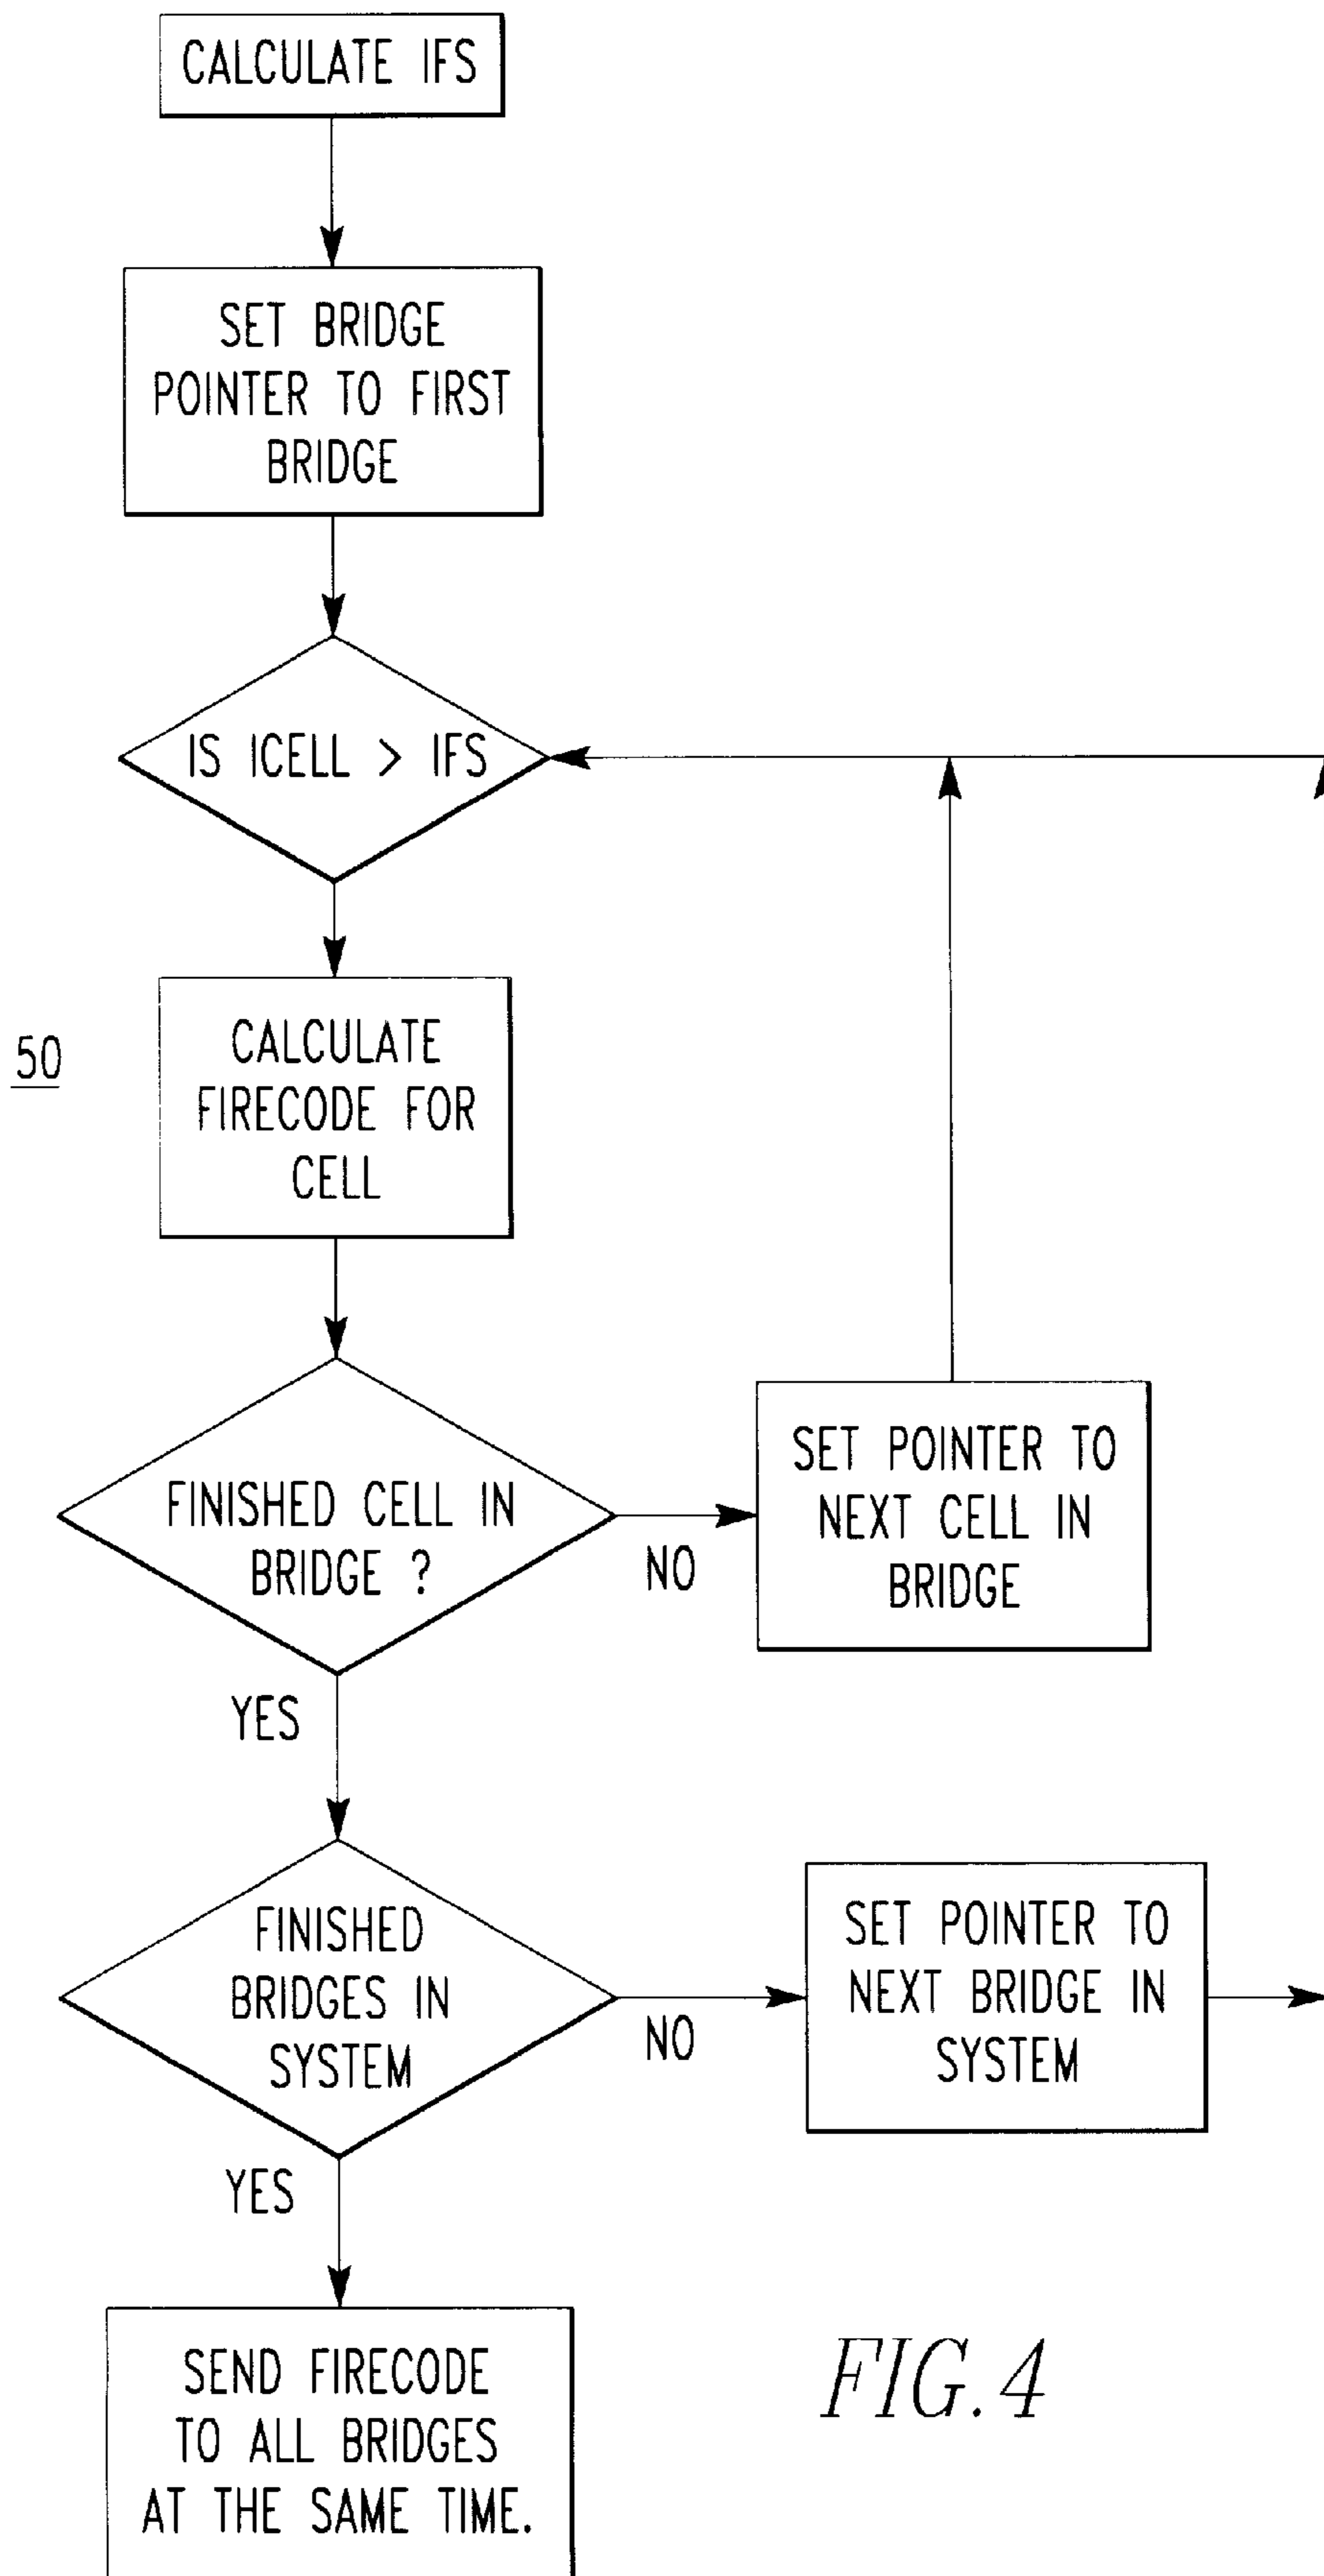 CALCULATE IFS
SET BRIDGE
POINTER TO FIRST
BRIDGE
IS ICELL > IFS
50
CALCULATE
FIRECODE FOR
CELL
FINISHED CELL IN
BRIDGE ?
NO
SET POINTER TO
NEXT CELL IN
BRIDGE
YES
FINISHED
BRIDGES IN
SYSTEM
NO
SET POINTER TO
NEXT BRIDGE IN
SYSTEM
YES
SEND FIRECODE
TO ALL BRIDGES
AT THE SAME TIME.
FIG.4